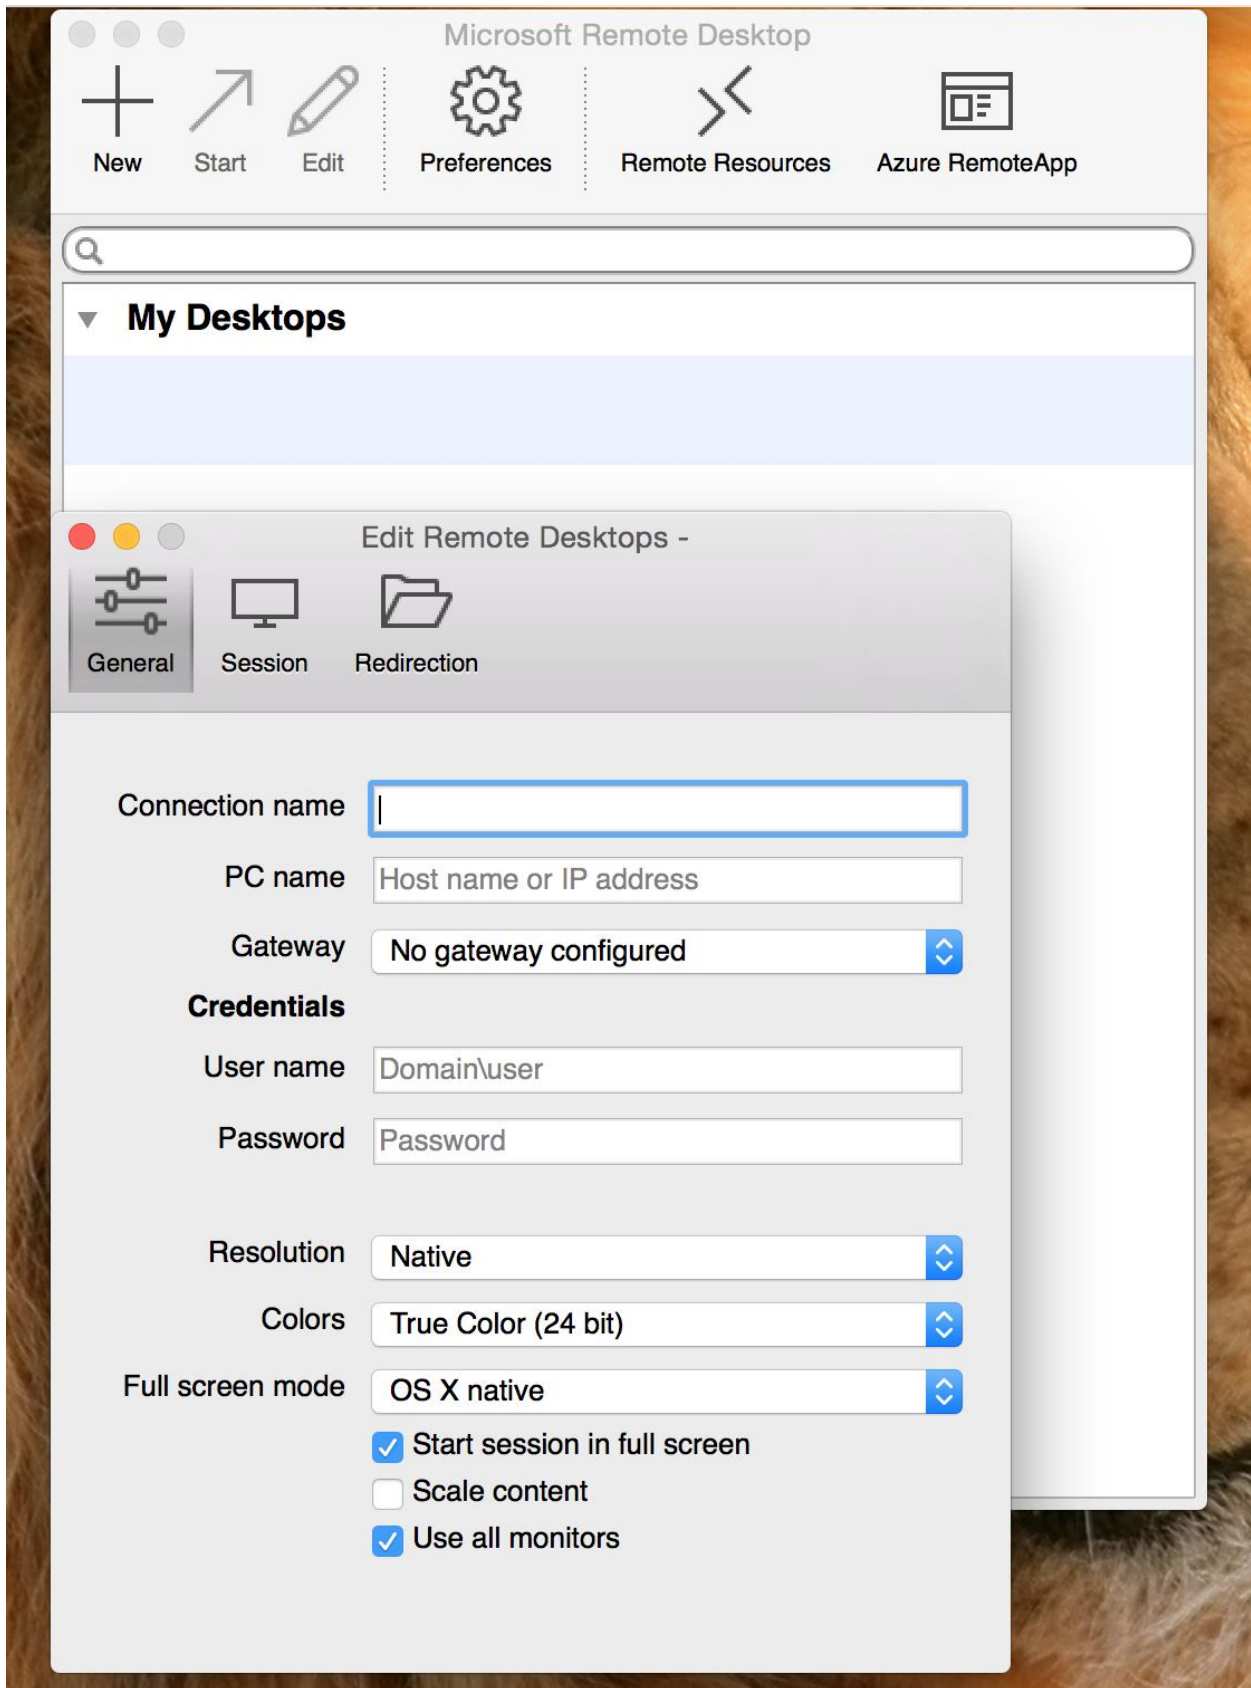 Microsoft Remote Desktop
New Start Edit Preferences Remote Resources Azure RemoteApp
My Desktops
Edit Remote Desktops -
General Session Redirection
Connection name
PC name Host name or IP address
Gateway No gateway configured
Credentials
User name Domain\user
Password Password
Resolution Native
Colors True Color (24 bit)
Full screen mode OS X native
Start session in full screen
Scale content
Use all monitors